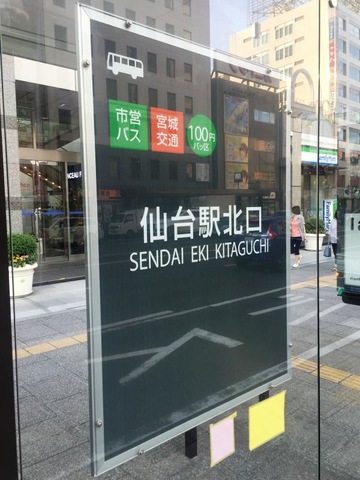 市営
バス
宮城
交通
100円
パッ区
仙台駅北口
SENDAI EKI KITAGUCHI
FamilyMart